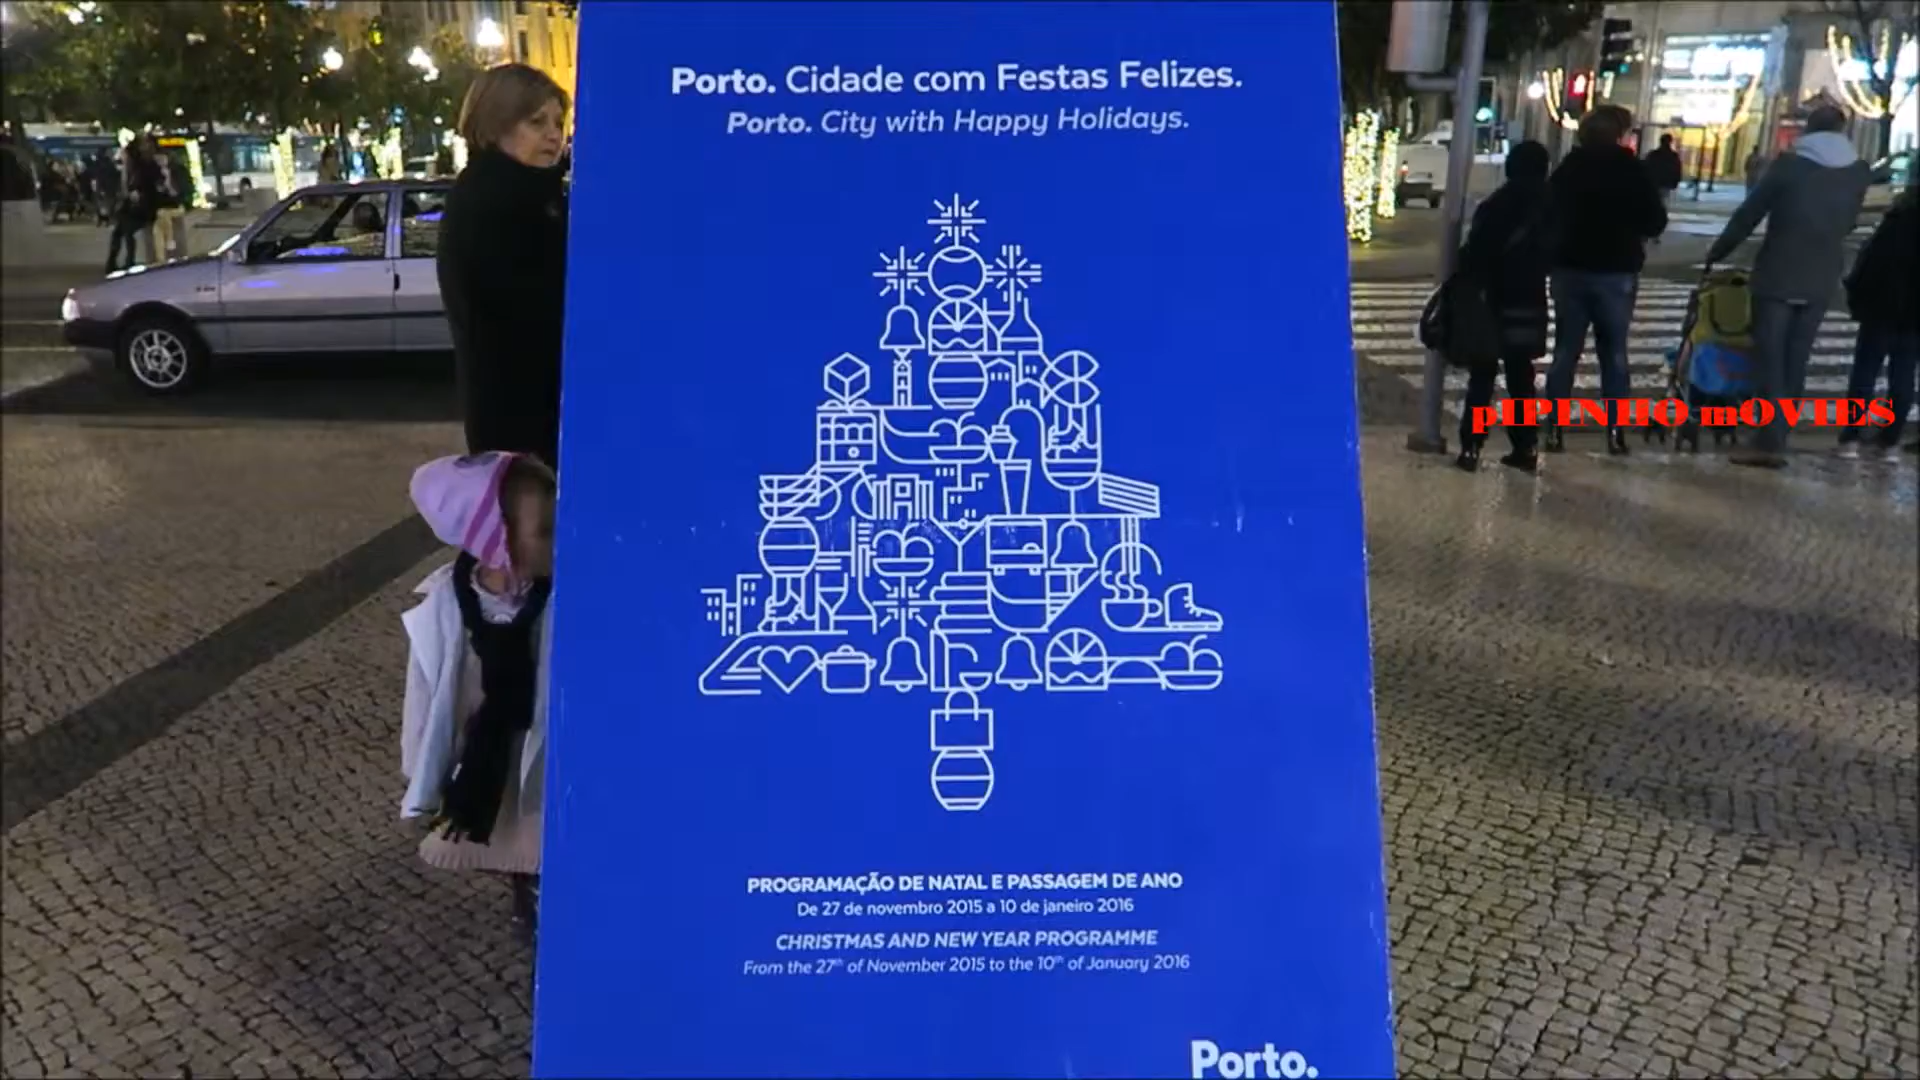 Porto. Cidade com Festas Felizes.
Porto. City with Happy Holidays.
pIPINHO mOVIES
PROGRAMAÇÃO DE NATAL E PASSAGEM DE ANO
De 27 de novembro 2015 a 10 de janeiro 2016
CHRISTMAS AND NEW YEAR PROGRAMME
From the 27th of November 2015 to the 10th of January 2016
Porto.